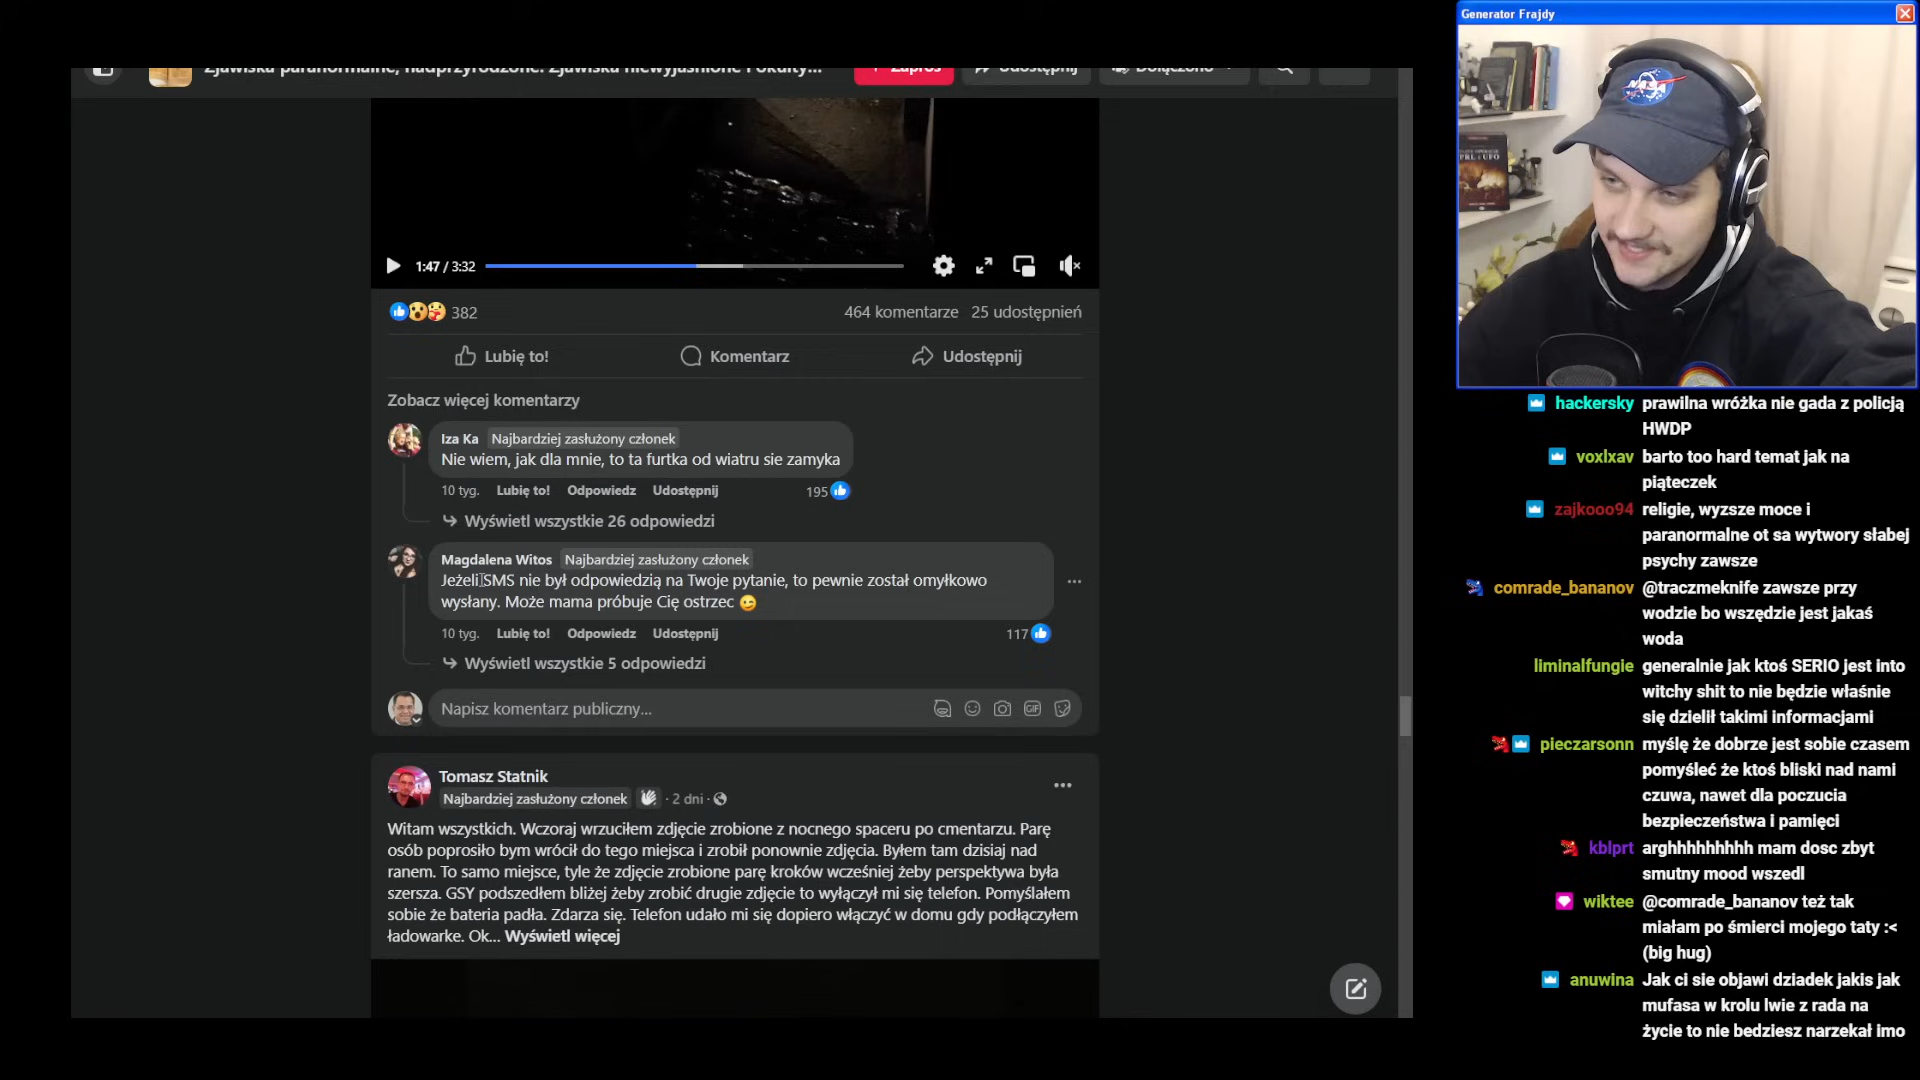 Generator Frajdy
Zjawiska paranormalne, nadprzyrodzone. Zjawiska niewyjaśnione i okulty...
Zaproś
Udostępnij
Dołączono
NASA
PRL i UFO
1:47 / 3:32
382
464 komentarze 25 udostępnień
Lubię to!
Komentarz
Udostępnij
Zobacz więcej komentarzy
Iza Ka Najbardziej zasłużony członek
Nie wiem, jak dla mnie, to ta furtka od wiatru sie zamyka
10 tyg. Lubię to! Odpowiedz Udostępnij 195
Wyświetl wszystkie 26 odpowiedzi
Magdalena Witos Najbardziej zasłużony członek
Jeżeli SMS nie był odpowiedzią na Twoje pytanie, to pewnie został omyłkowo
wysłany. Może mama próbuje Cię ostrzec
10 tyg. Lubię to! Odpowiedz Udostępnij 117
Wyświetl wszystkie 5 odpowiedzi
Napisz komentarz publiczny...
GIF
Tomasz Statnik
Najbardziej zasłużony członek · 2 dni ·
Witam wszystkich. Wczoraj wrzuciłem zdjęcie zrobione z nocnego spaceru po cmentarzu. Parę
osób poprosiło bym wrócił do tego miejsca i zrobił ponownie zdjęcia. Byłem tam dzisiaj nad
ranem. To samo miejsce, tyle że zdjęcie zrobione parę kroków wcześniej żeby perspektywa była
szersza. GSY podszedłem bliżej żeby zrobić drugie zdjęcie to wyłączył mi się telefon. Pomyślałem
sobie że bateria padła. Zdarza się. Telefon udało mi się dopiero włączyć w domu gdy podłączyłem
ładowarke. Ok... Wyświetl więcej
hackersky prawilna wróżka nie gada z policją
HWDP
voxlxav barto too hard temat jak na
piąteczek
zajkooo94 religie, wyzsze moce i
paranormalne ot sa wytwory słabej
psychy zawsze
comrade_bananov @traczmeknife zawsze przy
wodzie bo wszędzie jest jakaś
woda
liminalfungie generalnie jak ktoś SERIO jest into
witchy shit to nie będzie właśnie
się dzielił takimi informacjami
pieczarsonn myślę że dobrze jest sobie czasem
pomyśleć że ktoś bliski nad nami
czuwa, nawet dla poczucia
bezpieczeństwa i pamięci
kblprt arghhhhhhhhh mam dosc zbyt
smutny mood wszedl
wiktee @comrade_bananov też tak
miałam po śmierci mojego taty :<
(big hug)
anuwina Jak ci sie objawi dziadek jakis jak
mufasa w krolu lwie z rada na
życie to nie bedziesz narzekał imo